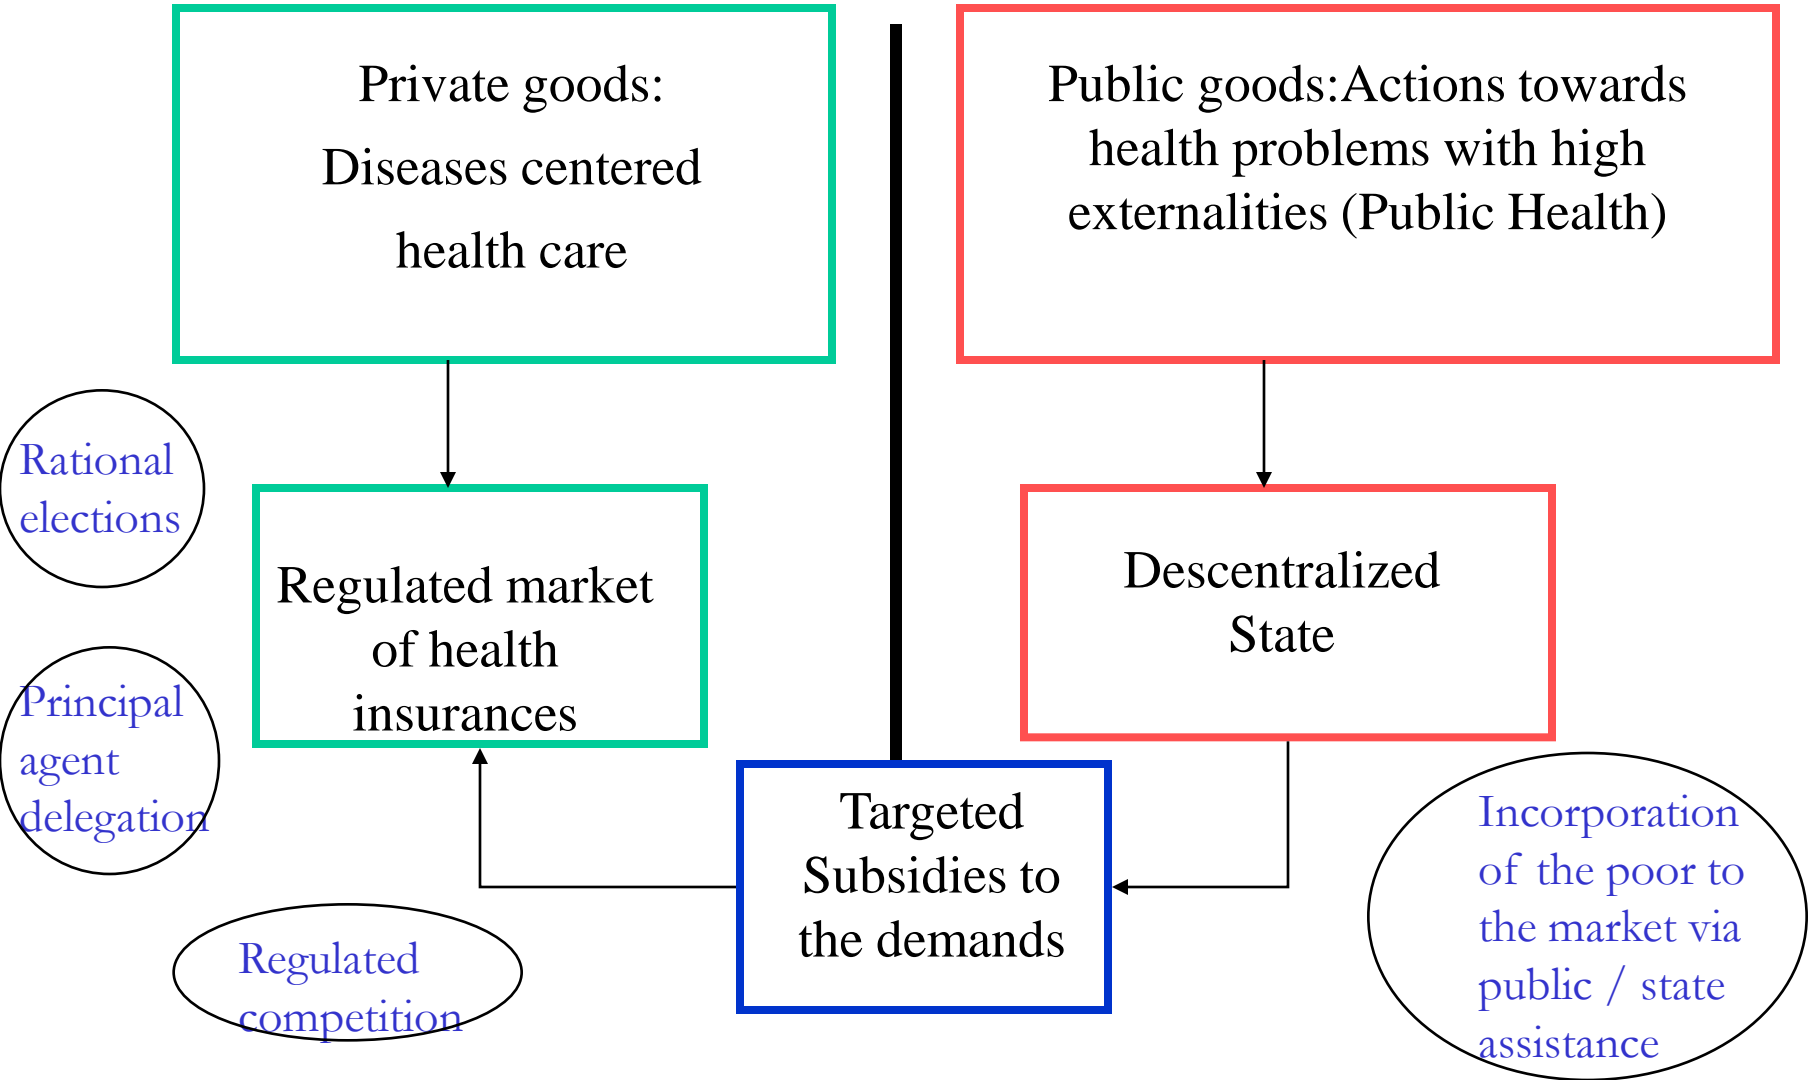 Private goods:
Diseases centered
health care
Public goods:Actions towards
health problems with high
externalities (Public Health)
Rational
elections
Regulated market
of health
insurances
Descentralized
State
Principal
agent
delegation
Targeted
Subsidies to
the demands
Incorporation
of the poor to
the market via
public / state
assistance
Regulated
competition